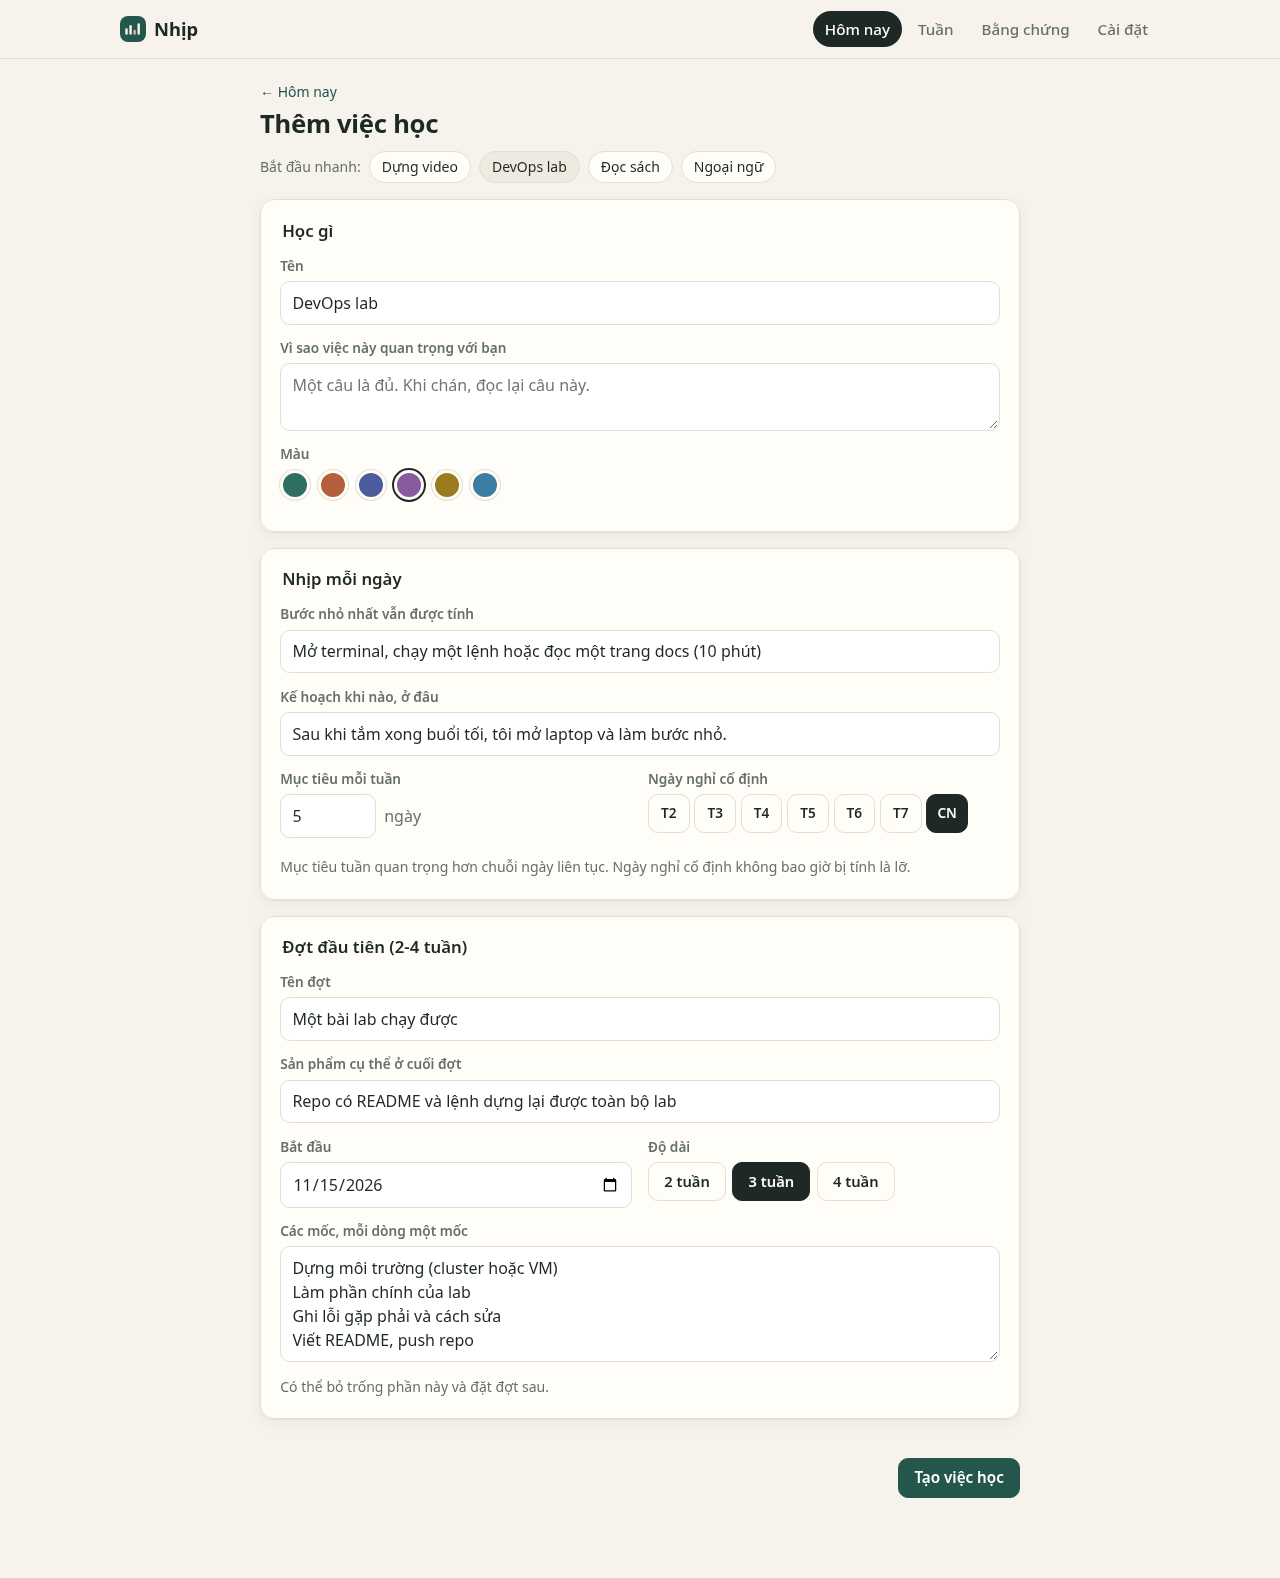 Nhịp
Hôm nay Tuần Bằng chứng Cài đặt
← Hôm nay
Thêm việc học
Bắt đầu nhanh: Dựng video DevOps lab Đọc sách Ngoại ngữ
Học gì
Tên
DevOps lab
Vì sao việc này quan trọng với bạn
Một câu là đủ. Khi chán, đọc lại câu này.
Màu
Nhịp mỗi ngày
Bước nhỏ nhất vẫn được tính
Mở terminal, chạy một lệnh hoặc đọc một trang docs (10 phút)
Kế hoạch khi nào, ở đâu
Sau khi tắm xong buổi tối, tôi mở laptop và làm bước nhỏ.
Mục tiêu mỗi tuần
5 ngày
Ngày nghỉ cố định
T2 T3 T4 T5 T6 T7 CN
Mục tiêu tuần quan trọng hơn chuỗi ngày liên tục. Ngày nghỉ cố định không bao giờ bị tính là lỡ.
Đợt đầu tiên (2-4 tuần)
Tên đợt
Một bài lab chạy được
Sản phẩm cụ thể ở cuối đợt
Repo có README và lệnh dựng lại được toàn bộ lab
Bắt đầu
11/15/2026
Độ dài
2 tuần 3 tuần 4 tuần
Các mốc, mỗi dòng một mốc
Dựng môi trường (cluster hoặc VM)
Làm phần chính của lab
Ghi lỗi gặp phải và cách sửa
Viết README, push repo
Có thể bỏ trống phần này và đặt đợt sau.
Tạo việc học